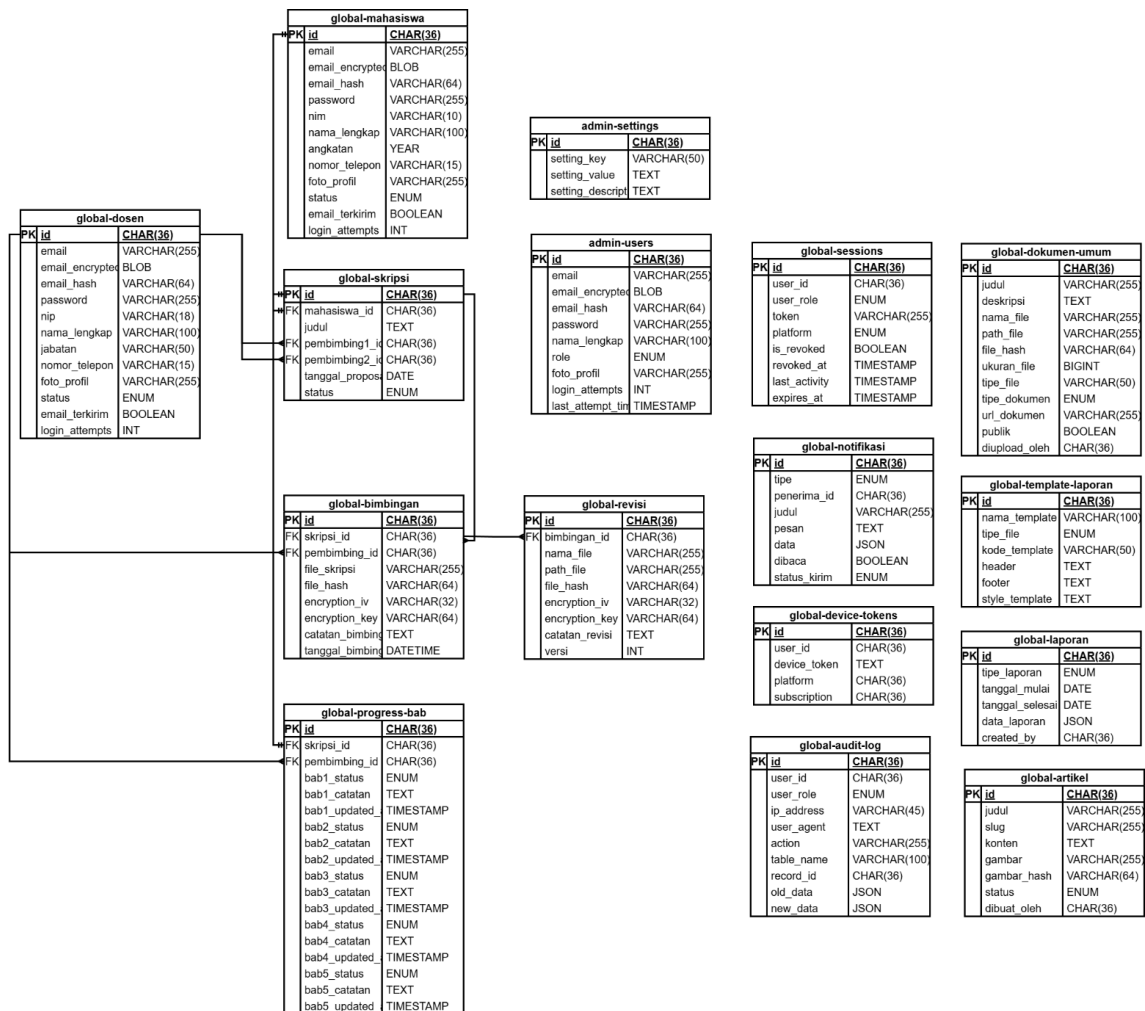 global-mahasiswa
PK id CHAR(36)
email VARCHAR(255)
email_encrypted BLOB
email_hash VARCHAR(64)
password VARCHAR(255)
nim VARCHAR(10)
nama_lengkap VARCHAR(100)
angkatan YEAR
nomor_telepon VARCHAR(15)
foto_profil VARCHAR(255)
status ENUM
email_terkirim BOOLEAN
login_attempts INT
admin-settings
PK id CHAR(36)
setting_key VARCHAR(50)
setting_value TEXT
setting_descript TEXT
global-dosen
PK id CHAR(36)
email VARCHAR(255)
email_encrypted BLOB
email_hash VARCHAR(64)
password VARCHAR(255)
nip VARCHAR(18)
nama_lengkap VARCHAR(100)
jabatan VARCHAR(50)
nomor_telepon VARCHAR(15)
foto_profil VARCHAR(255)
status ENUM
email_terkirim BOOLEAN
login_attempts INT
global-skripsi
PK id CHAR(36)
FK mahasiswa_id CHAR(36)
judul TEXT
FK pembimbing1_id CHAR(36)
FK pembimbing2_id CHAR(36)
tanggal_proposa DATE
status ENUM
admin-users
PK id CHAR(36)
email VARCHAR(255)
email_encrypted BLOB
email_hash VARCHAR(64)
password VARCHAR(255)
nama_lengkap VARCHAR(100)
role ENUM
foto_profil VARCHAR(255)
login_attempts INT
last_attempt_tim TIMESTAMP
global-sessions
PK id CHAR(36)
user_id CHAR(36)
user_role ENUM
token VARCHAR(255)
platform ENUM
is_revoked BOOLEAN
revoked_at TIMESTAMP
last_activity TIMESTAMP
expires_at TIMESTAMP
global-dokumen-umum
PK id CHAR(36)
judul VARCHAR(255)
deskripsi TEXT
nama_file VARCHAR(255)
path_file VARCHAR(255)
file_hash VARCHAR(64)
ukuran_file BIGINT
tipe_file VARCHAR(50)
tipe_dokumen ENUM
url_dokumen VARCHAR(255)
publik BOOLEAN
diupload_oleh CHAR(36)
global-bimbingan
PK id CHAR(36)
FK skripsi_id CHAR(36)
FK pembimbing_id CHAR(36)
file_skripsi VARCHAR(255)
file_hash VARCHAR(64)
encryption_iv VARCHAR(32)
encryption_key VARCHAR(64)
catatan_bimbing TEXT
tanggal_bimbing DATETIME
global-revisi
PK id CHAR(36)
FK bimbingan_id CHAR(36)
nama_file VARCHAR(255)
path_file VARCHAR(255)
file_hash VARCHAR(64)
encryption_iv VARCHAR(32)
encryption_key VARCHAR(64)
catatan_revisi TEXT
versi INT
global-notifikasi
PK id CHAR(36)
tipe ENUM
penerima_id CHAR(36)
judul VARCHAR(255)
pesan TEXT
data JSON
dibaca BOOLEAN
status_kirim ENUM
global-template-laporan
PK id CHAR(36)
nama_template VARCHAR(100)
tipe_file ENUM
kode_template VARCHAR(50)
header TEXT
footer TEXT
style_template TEXT
global-device-tokens
PK id CHAR(36)
user_id CHAR(36)
device_token TEXT
platform CHAR(36)
subscription CHAR(36)
global-laporan
PK id CHAR(36)
tipe_laporan ENUM
tanggal_mulai DATE
tanggal_selesai DATE
data_laporan JSON
created_by CHAR(36)
global-progress-bab
PK id CHAR(36)
FK skripsi_id CHAR(36)
FK pembimbing_id CHAR(36)
bab1_status ENUM
bab1_catatan TEXT
bab1_updated_ TIMESTAMP
bab2_status ENUM
bab2_catatan TEXT
bab2_updated_ TIMESTAMP
bab3_status ENUM
bab3_catatan TEXT
bab3_updated_ TIMESTAMP
bab4_status ENUM
bab4_catatan TEXT
bab4_updated_ TIMESTAMP
bab5_status ENUM
bab5_catatan TEXT
bab5_updated_ TIMESTAMP
global-audit-log
PK id CHAR(36)
user_id CHAR(36)
user_role ENUM
ip_address VARCHAR(45)
user_agent TEXT
action VARCHAR(255)
table_name VARCHAR(100)
record_id CHAR(36)
old_data JSON
new_data JSON
global-artikel
PK id CHAR(36)
judul VARCHAR(255)
slug VARCHAR(255)
konten TEXT
gambar VARCHAR(255)
gambar_hash VARCHAR(64)
status ENUM
dibuat_oleh CHAR(36)